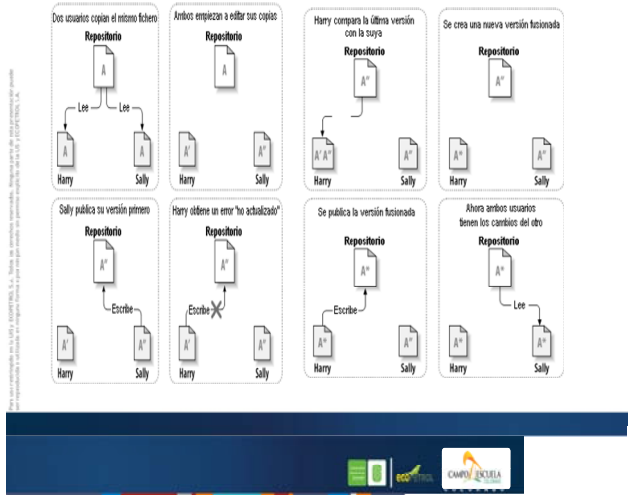 Dos usuarios copian el mismo fichero
Repositorio
A
Lee
Lee
A
A
Harry
Sally
Ambos empiezan a editar sus copias
Repositorio
A
A'
A"
Harry
Sally
Sally publica su versión primero
Repositorio
A"
Escribe
A'
A"
Harry
Sally
Harry obtiene un error "no actualizado"
Repositorio
A"
Escribe
A'
A"
Harry
Sally
Harry compara la última versión
con la suya
Repositorio
A"
A' A"
A"
Harry
Sally
Se crea una nueva versión fusionada
Repositorio
A"
A*
A"
Harry
Sally
Se publica la versión fusionada
Repositorio
A*
Escribe
A*
A"
Harry
Sally
Ahora ambos usuarios
tienen los cambios del otro
Repositorio
A*
Lee
A*
A*
Harry
Sally
ecoPETROL
CAMPO ESCUELA
COLORADO